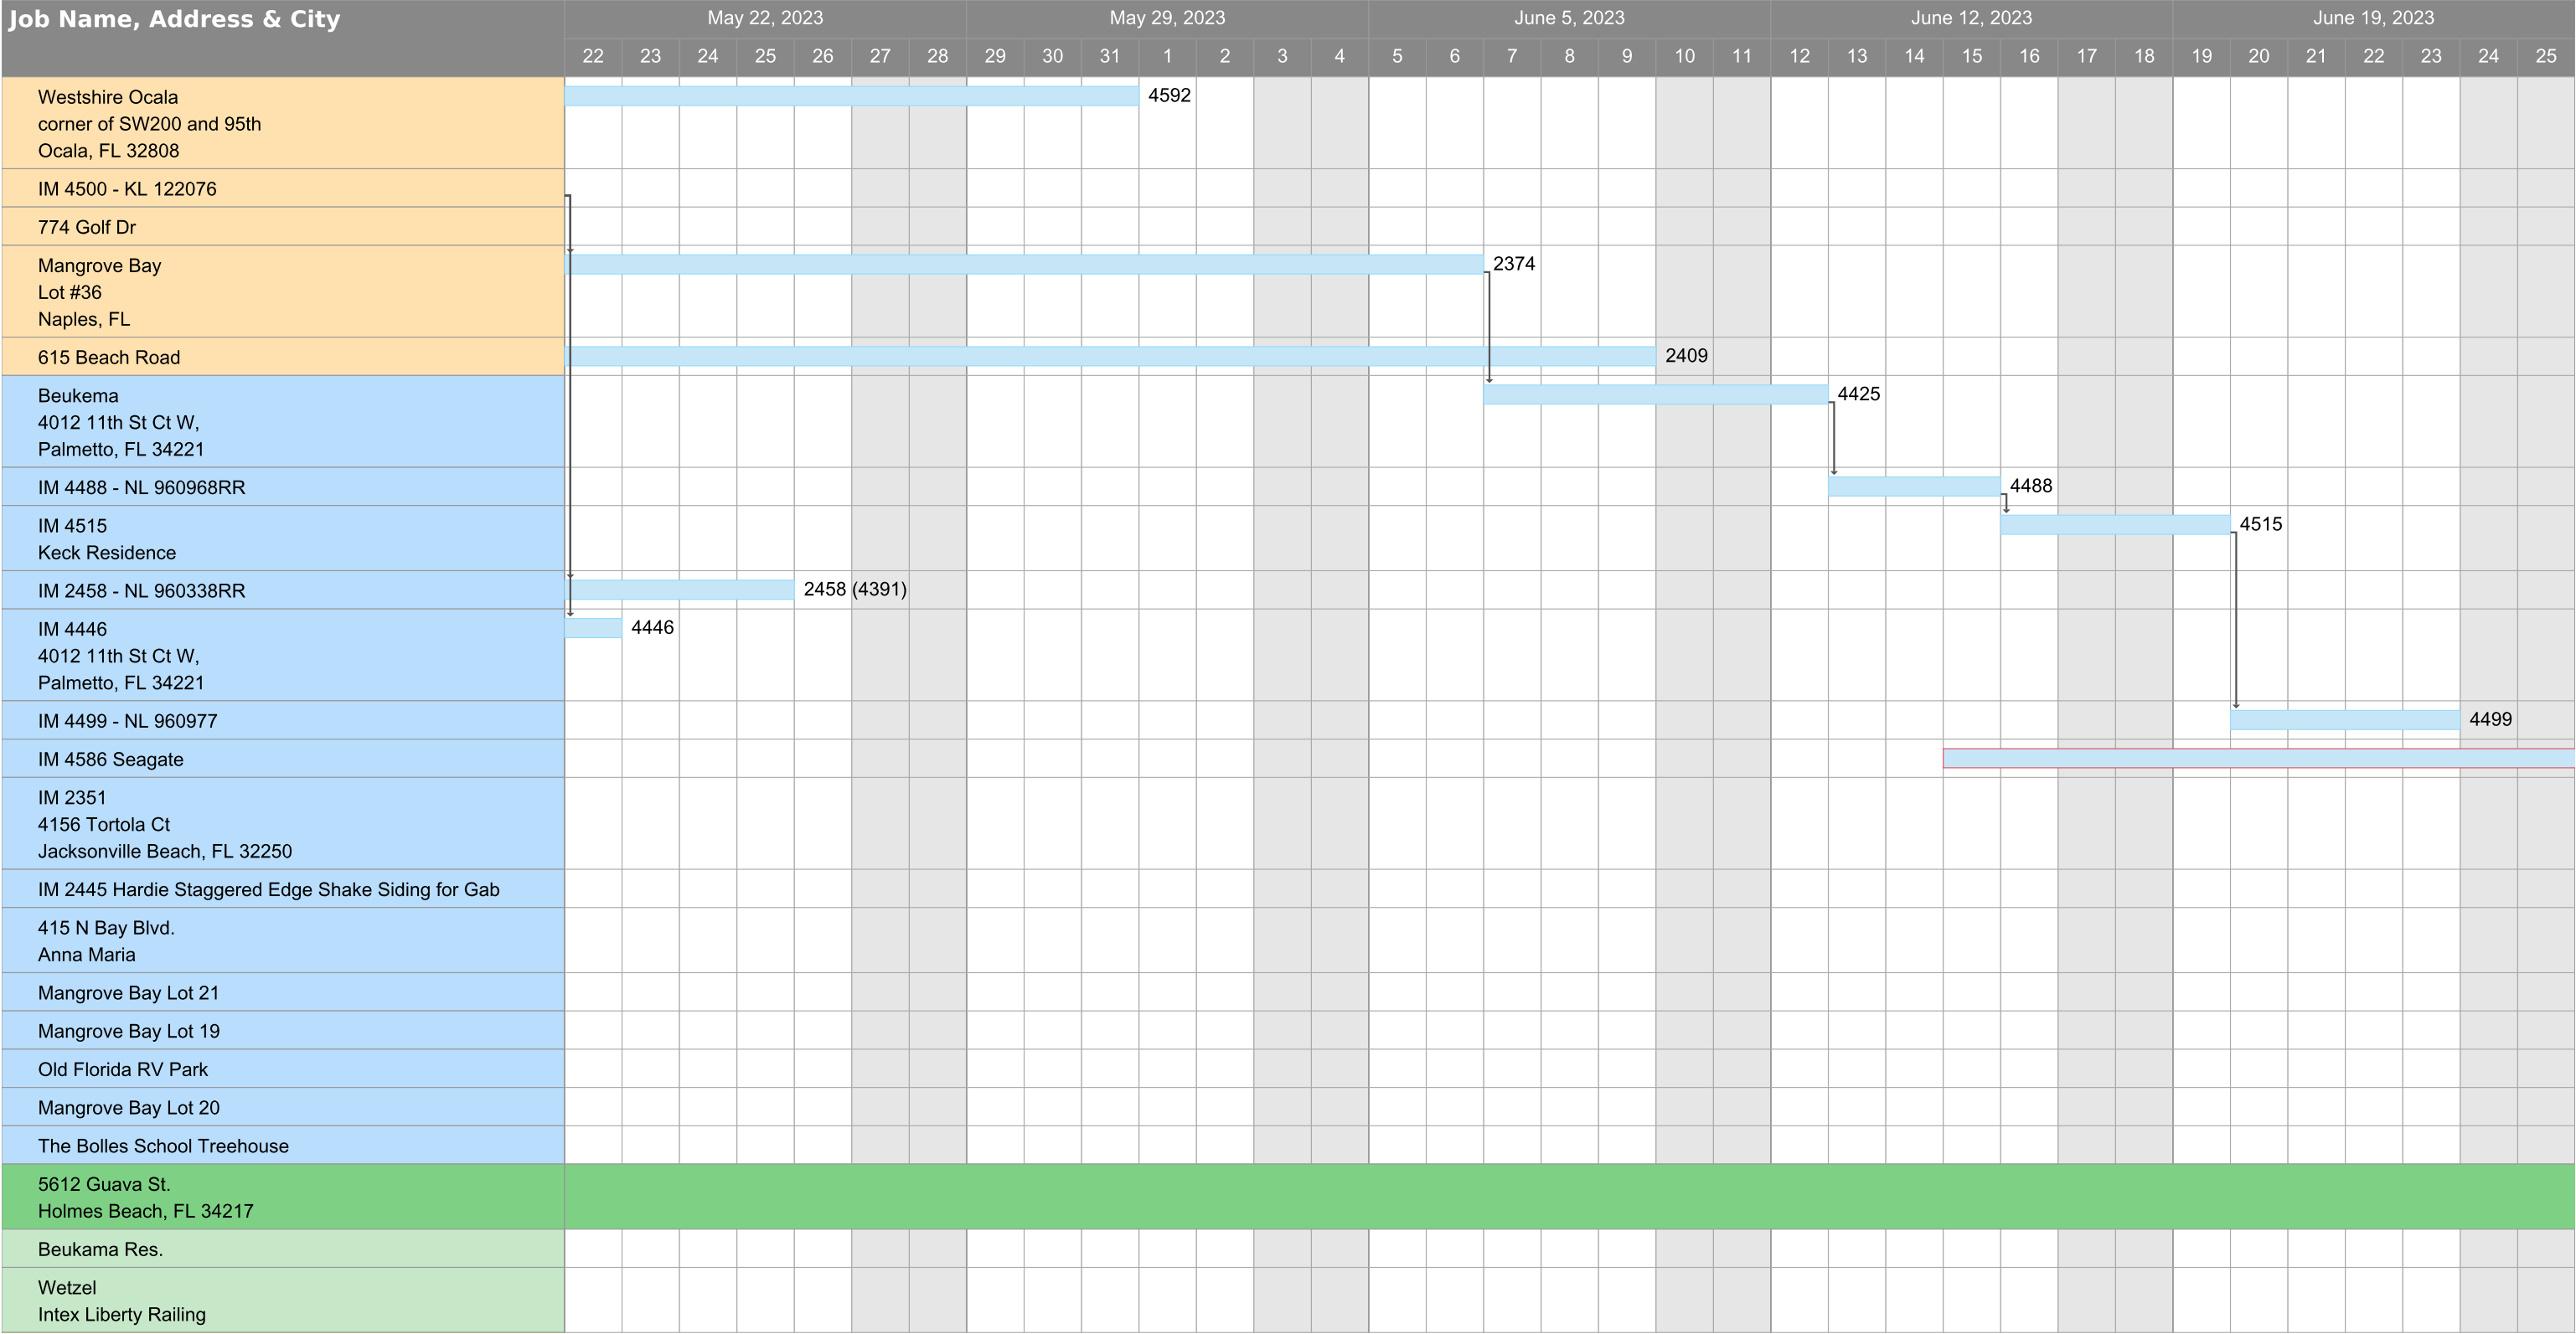 Job Name, Address & City
May 22, 2023 May 29, 2023 June 5, 2023 June 12, 2023 June 19, 2023
22 23 24 25 26 27 28 29 30 31 1 2 3 4 5 6 7 8 9 10 11 12 13 14 15 16 17 18 19 20 21 22 23 24 25
Westshire Ocala 4592
corner of SW200 and 95th
Ocala, FL 32808
IM 4500 - KL 122076
774 Golf Dr
Mangrove Bay 2374
Lot #36
Naples, FL
615 Beach Road 2409
Beukema 4425
4012 11th St Ct W,
Palmetto, FL 34221
IM 4488 - NL 960968RR 4488
IM 4515 4515
Keck Residence
IM 2458 - NL 960338RR 2458 (4391)
IM 4446 4446
4012 11th St Ct W,
Palmetto, FL 34221
IM 4499 - NL 960977 4499
IM 4586 Seagate
IM 2351
4156 Tortola Ct
Jacksonville Beach, FL 32250
IM 2445 Hardie Staggered Edge Shake Siding for Gab
415 N Bay Blvd.
Anna Maria
Mangrove Bay Lot 21
Mangrove Bay Lot 19
Old Florida RV Park
Mangrove Bay Lot 20
The Bolles School Treehouse
5612 Guava St.
Holmes Beach, FL 34217
Beukama Res.
Wetzel
Intex Liberty Railing